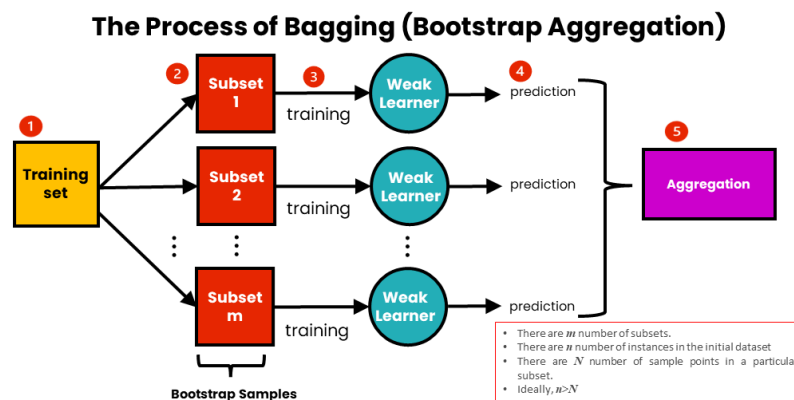 The Process of Bagging (Bootstrap Aggregation)
1
Training
set
2
Subset
1
3
training
Weak
Learner
4
prediction
Subset
2
training
Weak
Learner
prediction
Subset
m
training
Weak
Learner
prediction
Bootstrap Samples
5
Aggregation
• There are m number of subsets.
• There are n number of instances in the initial dataset
• There are N number of sample points in a particula
subset.
• Ideally, n>N